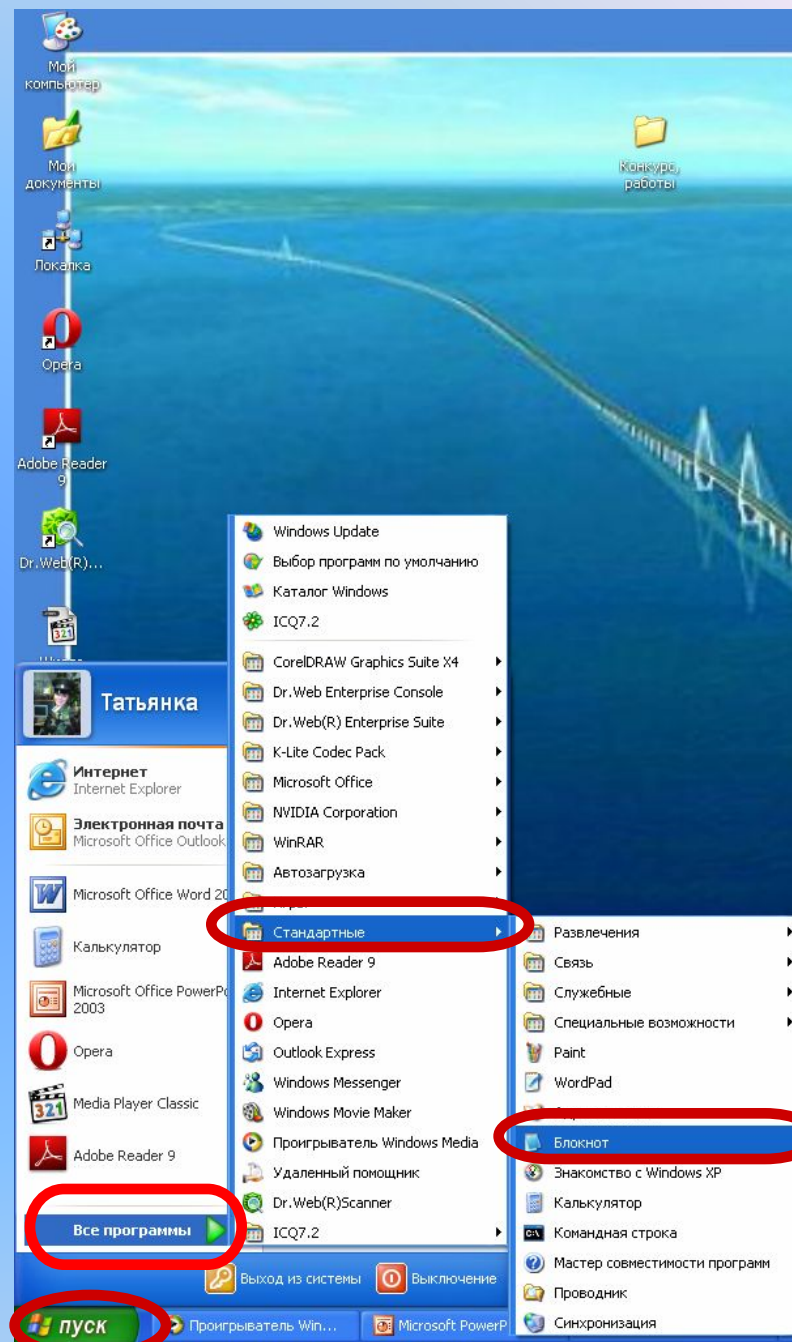 Мой
компьютер
Мои
документы
Локалка
Opera
Adobe Reader
9
Dr.Web(R)...
Конкурс,
работы
Татьянка
Интернет
Internet Explorer
Электронная почта
Microsoft Office Outlook
Microsoft Office Word 20
Калькулятор
Microsoft Office PowerPo
2003
Opera
Media Player Classic
Adobe Reader 9
Все программы
Windows Update
Выбор программ по умолчанию
Каталог Windows
ICQ7.2
CorelDRAW Graphics Suite X4
Dr.Web Enterprise Console
Dr.Web(R) Enterprise Suite
K-Lite Codec Pack
Microsoft Office
NVIDIA Corporation
WinRAR
Автозагрузка
Стандартные
Adobe Reader 9
Internet Explorer
Opera
Outlook Express
Windows Messenger
Windows Movie Maker
Проигрыватель Windows Media
Удаленный помощник
Dr.Web(R)Scanner
ICQ7.2
Развлечения
Связь
Служебные
Специальные возможности
Paint
WordPad
Блокнот
Знакомство с Windows XP
Калькулятор
Командная строка
Мастер совместимости программ
Проводник
Синхронизация
Выход из системы
Выключение
пуск
Проигрыватель Win...
Microsoft PowerP